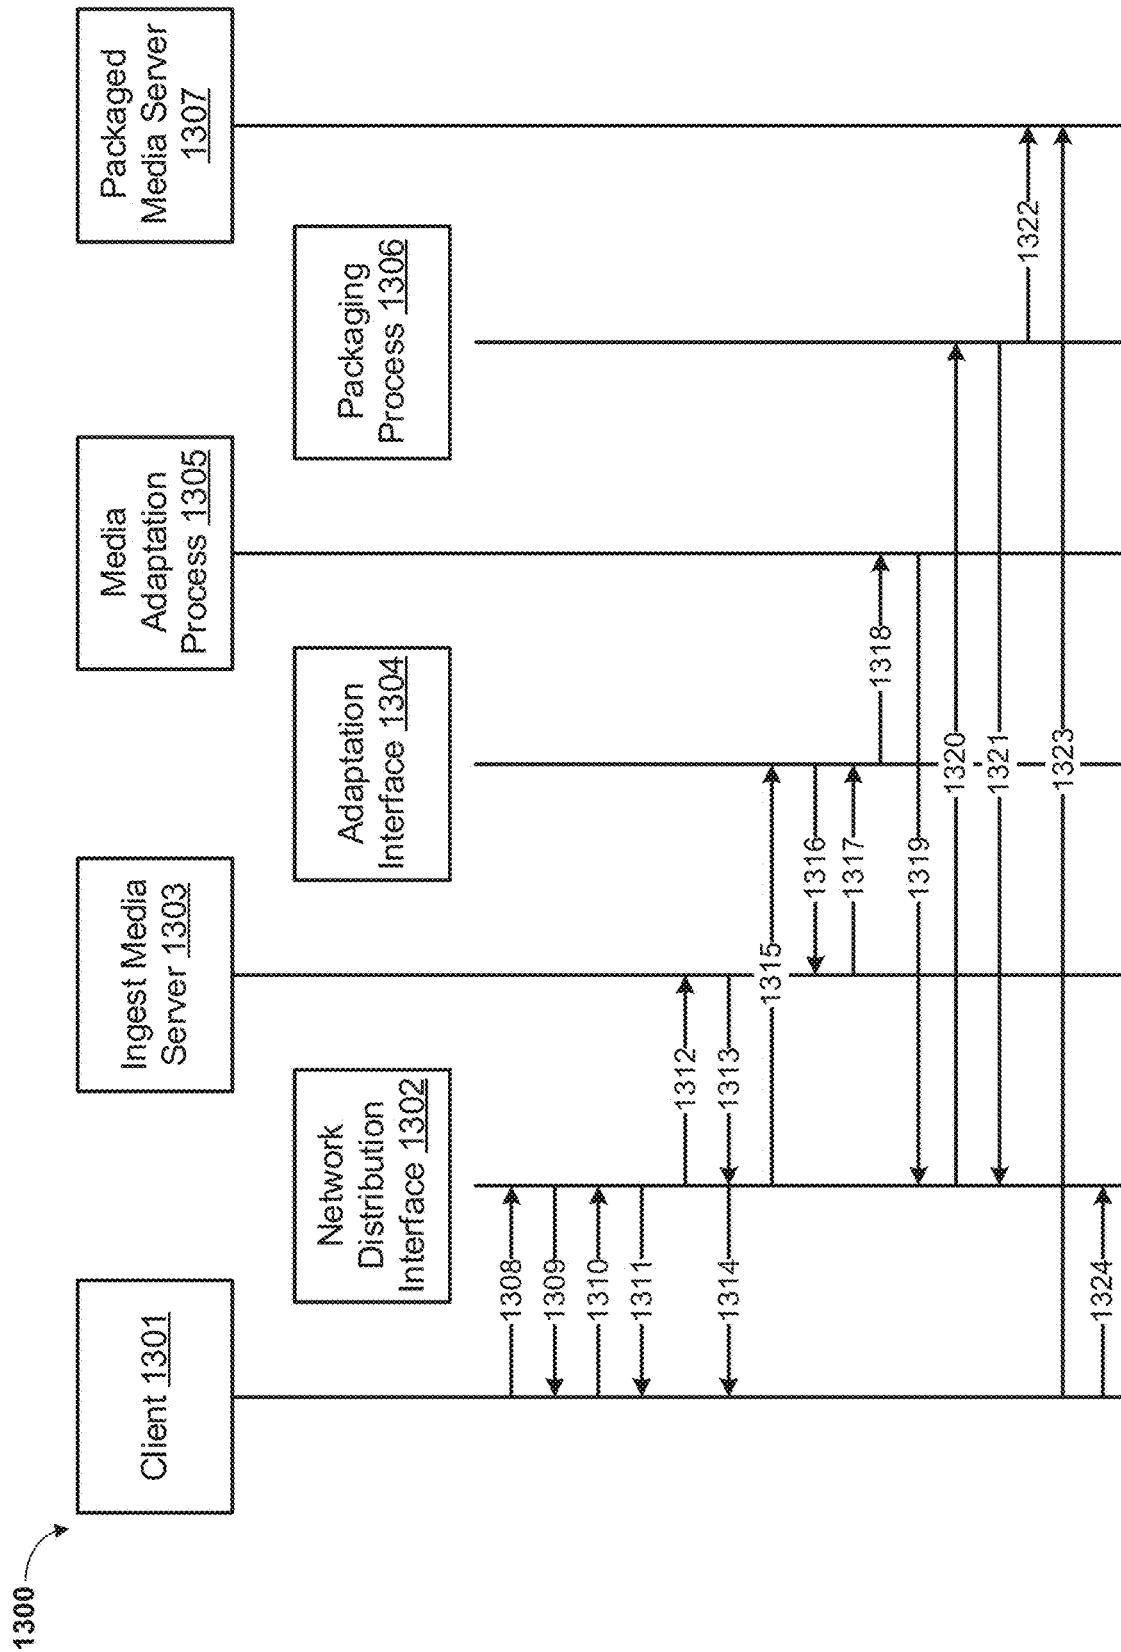 1300
Client 1301
Network
Distribution
Interface 1302
Ingest Media
Server 1303
Adaptation
Interface 1304
Media
Adaptation
Process 1305
Packaging
Process 1306
Packaged
Media Server
1307
1308
1309
1310
1311
1312
1313
1314
1315
1316
1317
1318
1319
1320
1321
1322
1323
1324